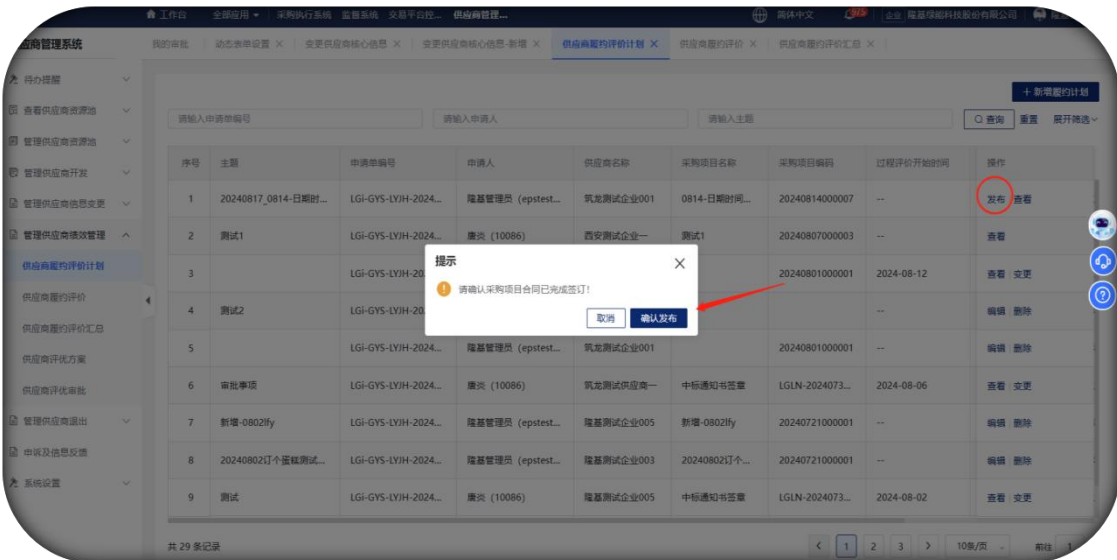 工作台 全部应用 采购执行系统 监督系统 交易平台控... 供应商管理... 简体中文 企业 隆基绿能科技股份有限公司
应商管理系统
我的审批 动态表单设置 × 变更供应商核心信息 × 变更供应商核心信息-新增 × 供应商履约评价计划 × 供应商履约评价 × 供应商履约评价汇总 ×
待办提醒
查看供应商资源池
管理供应商资源池
管理供应商开发
管理供应商信息变更
管理供应商绩效管理
供应商履约评价计划
供应商履约评价
供应商履约评价汇总
供应商评优方案
供应商评优审批
管理供应商退出
申诉及信息反馈
系统设置
+ 新增履约计划
请输入申请单编号 请输入申请人 请输入主题 查询 重置 展开筛选
序号 主题 申请单编号 申请人 供应商名称 采购项目名称 采购项目编码 过程评价开始时间 操作
1 20240817_0814-日期时... LGi-GYS-LYJH-2024... 隆基管理员 (epstest... 筑龙测试企业001 0814-日期时间... 20240814000007 -- 发布 查看
2 测试1 LGi-GYS-LYJH-2024... 唐炎 (10086) 西安测试企业一 测试1 20240807000003 -- 查看
3 LGi-GYS-LYJH-20 20240801000001 2024-08-12 查看 变更
4 测试2 LGi-GYS-LYJH-20 -- 编辑 删除
5 LGi-GYS-LYJH-2024... 隆基管理员 (epstest... 筑龙测试企业001 20240801000001 -- 编辑 删除
6 审批事项 LGi-GYS-LYJH-2024... 唐炎 (10086) 筑龙测试供应商一 中标通知书签章 LGLN-2024073... 2024-08-06 查看 变更
7 新增-0802lfy LGi-GYS-LYJH-2024... 隆基管理员 (epstest... 隆基测试企业005 新增-0802lfy 20240721000001 -- 编辑 删除
8 20240802订个蛋糕测试... LGi-GYS-LYJH-2024... 隆基管理员 (epstest... 隆基测试企业003 20240802订个... 20240721000001 -- 编辑 删除
9 测试 LGi-GYS-LYJH-2024... 唐炎 (10086) 隆基测试企业005 中标通知书签章 LGLN-2024073... 2024-08-02 查看 变更
提示
请确认采购项目合同已完成签订!
取消 确认发布
共 29 条记录 1 2 3 10条/页 前往 1